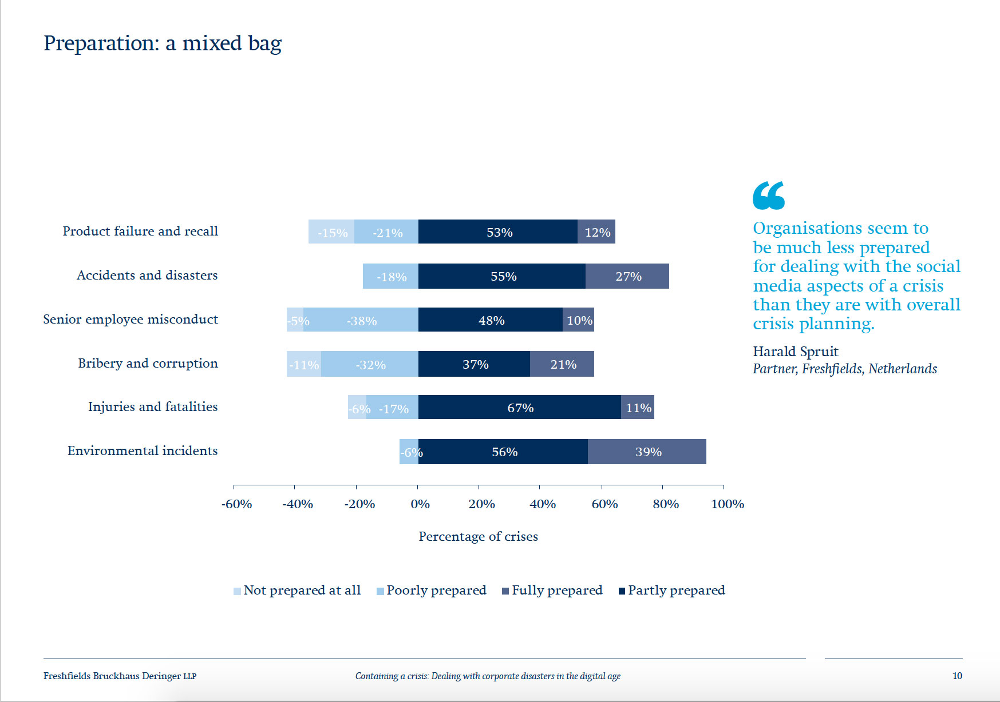 Preparation: a mixed bag
Product failure and recall
-15%
-21%
53%
12%
Accidents and disasters
-18%
55%
27%
Senior employee misconduct
-5%
-38%
48%
10%
Bribery and corruption
-11%
-32%
37%
21%
Injuries and fatalities
-6%
-17%
67%
11%
Environmental incidents
-6%
56%
39%
-60% -40% -20% 0% 20% 40% 60% 80% 100%
Percentage of crises
Not prepared at all Poorly prepared Fully prepared Partly prepared
“
Organisations seem to
be much less prepared
for dealing with the social
media aspects of a crisis
than they are with overall
crisis planning.
Harald Spruit
Partner, Freshfields, Netherlands
Freshfields Bruckhaus Deringer LLP
Containing a crisis: Dealing with corporate disasters in the digital age
10